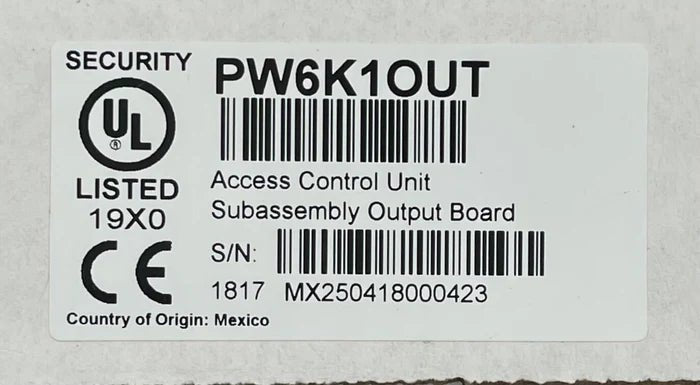 SECURITY
UL
®
LISTED
19X0
CE
Country of Origin: Mexico
PW6K1OUT
Access Control Unit
Subassembly Output Board
S/N:
1817 MX250418000423